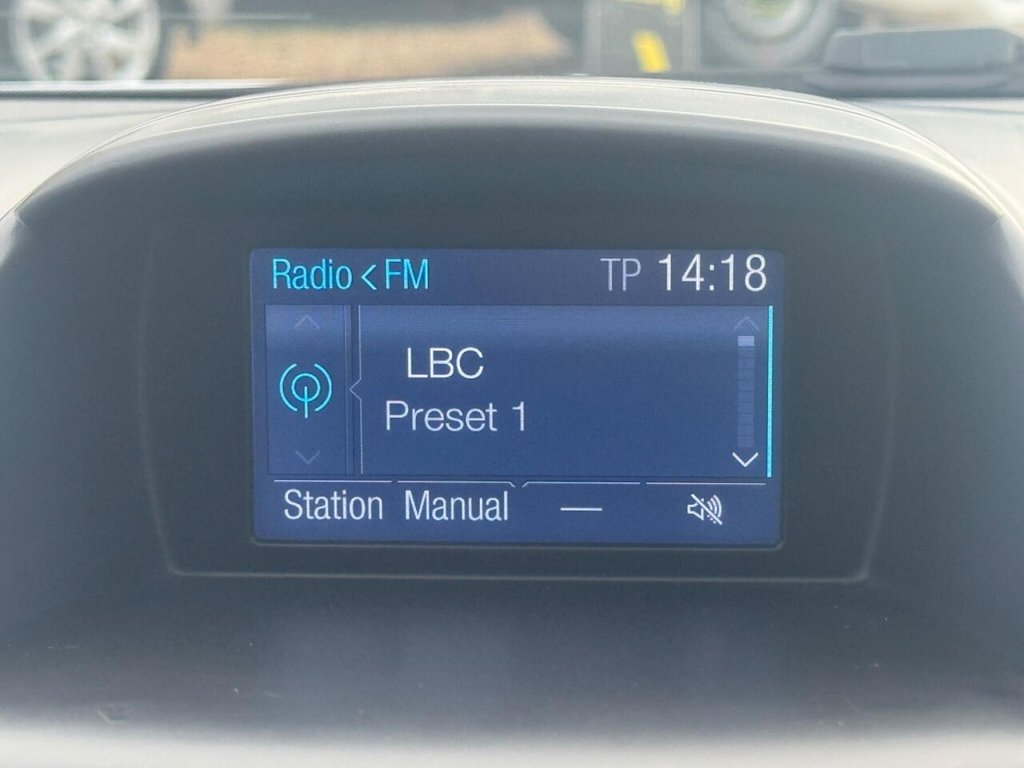 Radio < FM TP 14:18
LBC
Preset 1
Station Manual —